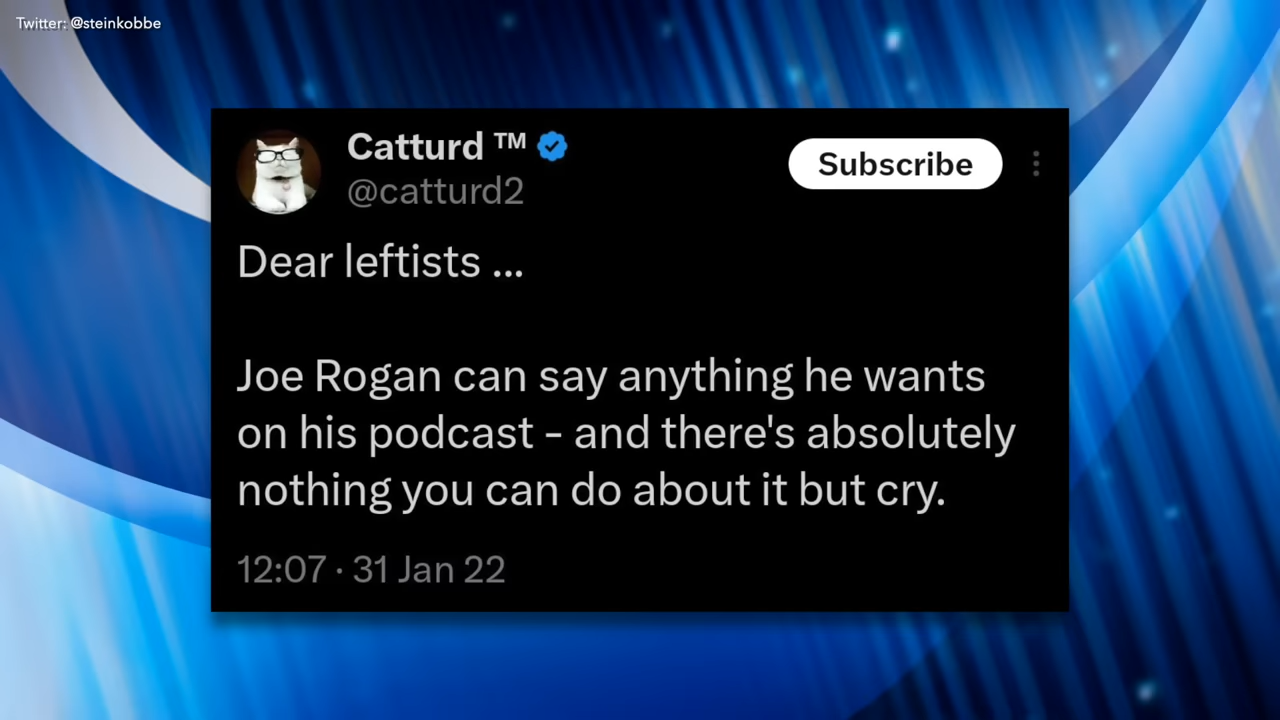 Twitter: @steinkobbe
Catturd ™
@catturd2
Subscribe
Dear leftists ...
Joe Rogan can say anything he wants
on his podcast - and there's absolutely
nothing you can do about it but cry.
12:07 · 31 Jan 22